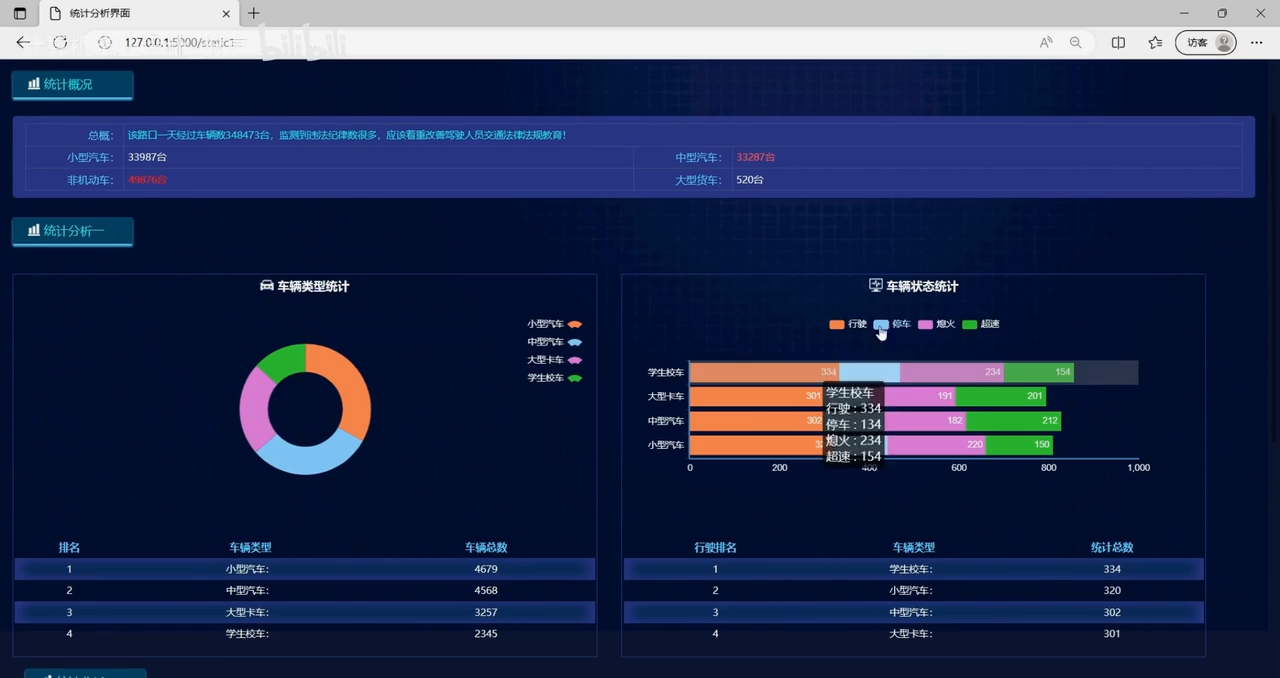 统计分析界面
127.0.0.1:5000/static1
访客
bilibili
统计概况
总概： 该路口一天经过车辆数348473台，监测到违法纪律数很多，应该着重改善驾驶人员交通法律法规教育！
小型汽车： 33987台 中型汽车： 33287台
非机动车： 49876台 大型货车： 520台
统计分析一
车辆类型统计
小型汽车
中型汽车
大型卡车
学生校车
排名 车辆类型 车辆总数
1 小型汽车： 4679
2 中型汽车： 4568
3 大型卡车： 3257
4 学生校车： 2345
车辆状态统计
行驶 停车 熄火 超速
学生校车 334 234 154
大型卡车 301 191 201
中型汽车 302 182 212
小型汽车 220 150
0 200 400 600 800 1,000
学生校车
行驶 : 334
停车 : 134
熄火 : 234
超速 : 154
行驶排名 车辆类型 统计总数
1 学生校车： 334
2 小型汽车： 320
3 中型汽车： 302
4 大型卡车： 301